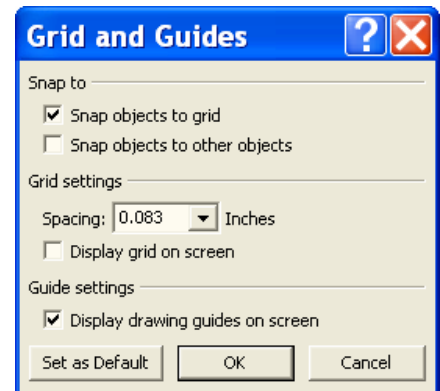 Grid and Guides
Snap to
Snap objects to grid
Snap objects to other objects
Grid settings
Spacing: 0.083 Inches
Display grid on screen
Guide settings
Display drawing guides on screen
Set as Default OK Cancel